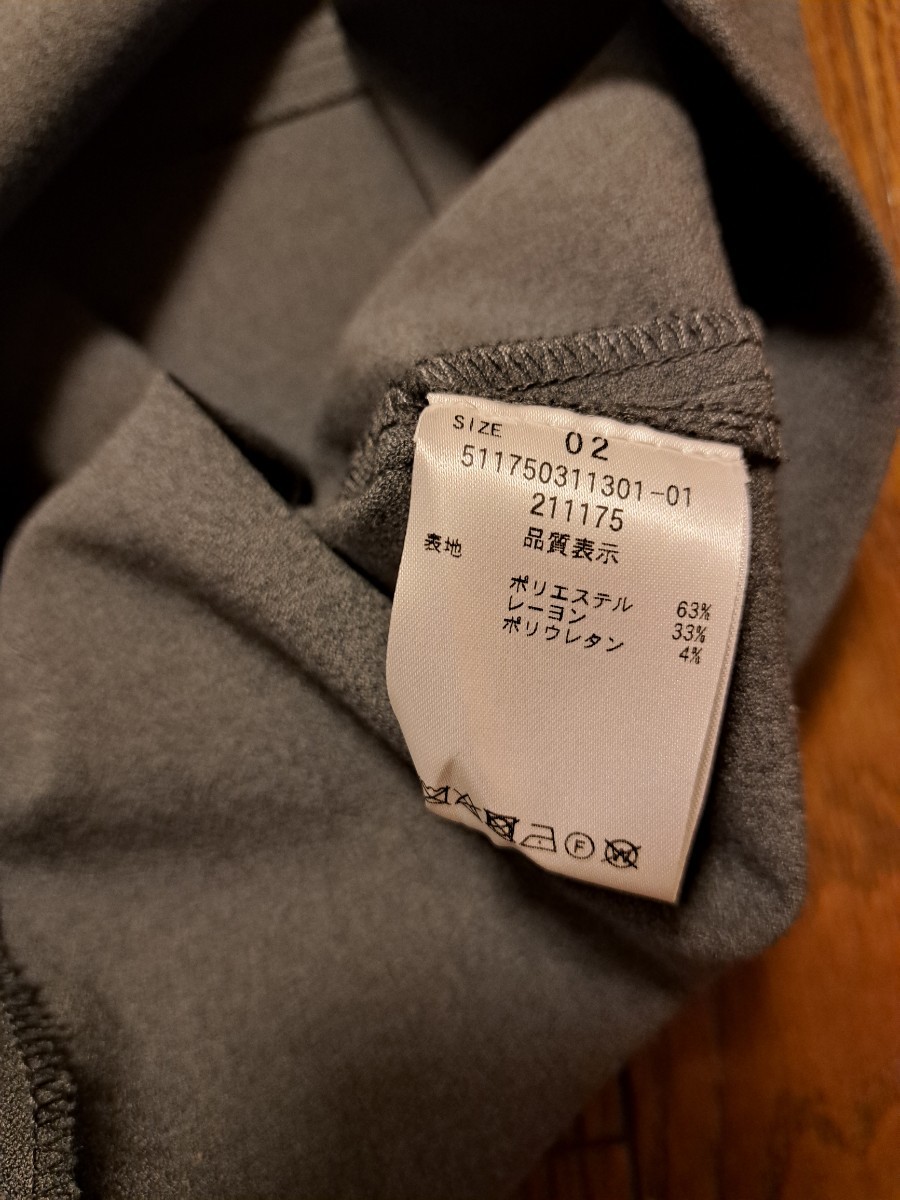 SIZE 02
511750311301-01
211175
品質表示
表地
ポリエステル 63%
レーヨン 33%
ポリウレタン 4%
F W